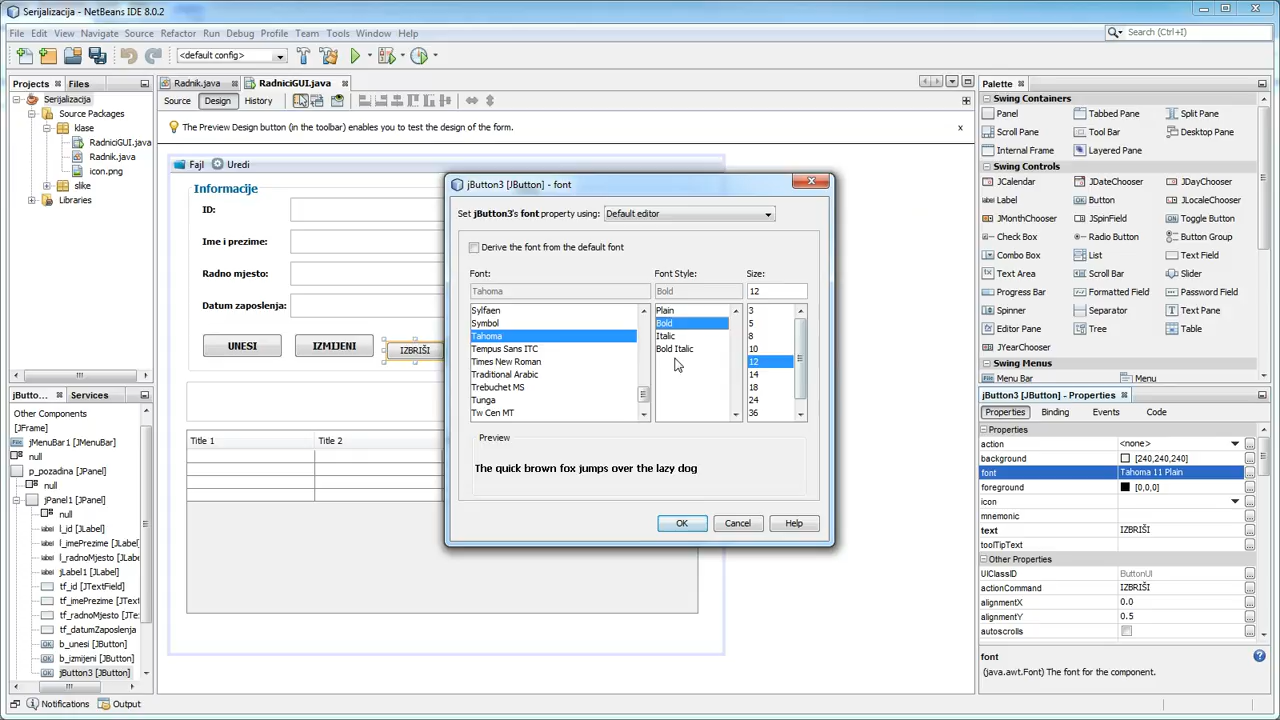 Serijalizacija - NetBeans IDE 8.0.2
File Edit View Navigate Source Refactor Run Debug Profile Team Tools Window Help
Search (Ctrl+I)
<default config>
Projects
Files
Serijalizacija
Source Packages
klase
RadniciGUI.java
Radnik.java
icon.png
slike
Libraries
Radnik.java
RadniciGUI.java
Source
Design
History
The Preview Design button (in the toolbar) enables you to test the design of the form.
x
Fajl
Uredi
Informacije
ID:
Ime i prezime:
Radno mjesto:
Datum zaposlenja:
UNESI
IZMIJENI
IZBRIŠI
Title 1
Title 2
jButton3 [JButton] - font
Set jButton3's font property using:
Default editor
Derive the font from the default font
Font:
Font Style:
Size:
Tahoma
Bold
12
Sylfaen
Symbol
Tahoma
Tempus Sans ITC
Times New Roman
Traditional Arabic
Trebuchet MS
Tunga
Tw Cen MT
Plain
Bold
Italic
Bold Italic
3
5
8
10
12
14
18
24
36
Preview
The quick brown fox jumps over the lazy dog
OK
Cancel
Help
Palette
Swing Containers
Panel
Tabbed Pane
Split Pane
Scroll Pane
Tool Bar
Desktop Pane
Internal Frame
Layered Pane
Swing Controls
JCalendar
JDateChooser
JDayChooser
Label
Button
JLocaleChooser
JMonthChooser
JSpinField
Toggle Button
Check Box
Radio Button
Button Group
Combo Box
List
Text Field
Text Area
Scroll Bar
Slider
Progress Bar
Formatted Field
Password Field
Spinner
Separator
Text Pane
Editor Pane
Tree
Table
JYearChooser
Swing Menus
Menu Bar
Menu
jButto...
Services
Other Components
[JFrame]
jMenuBar1 [JMenuBar]
null
p_pozadina [JPanel]
null
jPanel1 [JPanel]
null
l_id [JLabel]
l_imePrezime [JLabel]
l_radnoMjesto [JLabel]
jLabel1 [JLabel]
tf_id [JTextField]
tf_imePrezime [JTex
tf_radnoMjesto [JTe
tf_datumZaposlenja
b_unesi [JButton]
b_izmijeni [JButton]
jButton3 [JButton]
jButton3 [JButton] - Properties
Properties
Binding
Events
Code
Properties
action <none>
background [240,240,240]
font Tahoma 11 Plain
foreground [0,0,0]
icon
mnemonic
text IZBRIŠI
toolTipText
Other Properties
UIClassID ButtonUI
actionCommand IZBRIŠI
alignmentX 0.0
alignmentY 0.5
autoscrolls
font
(java.awt.Font) The font for the component.
Notifications
Output